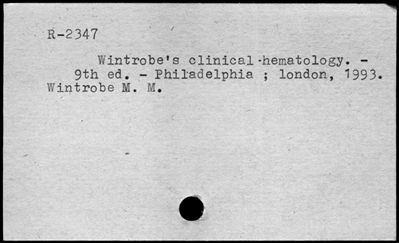 R-2347
Wintrobe's clinical hematology. -
9th ed. - Philadelphia ; london, 1993.
Wintrobe M. M.